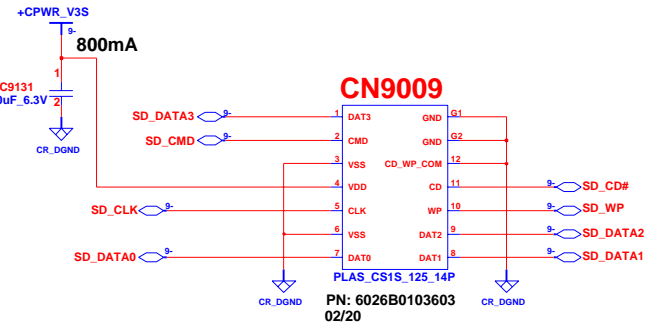 +CPWR_V3S
9-
800mA
1
C9131
0uF_6.3V
2
CR_DGND
CN9009
SD_DATA3 9- 1 DAT3 GND G1
SD_CMD 9- 2 CMD GND G2
3 VSS CD_WP_COM 12
4 VDD CD 11 9- SD_CD#
SD_CLK 9- 5 CLK WP 10 9- SD_WP
6 VSS DAT2 9 9- SD_DATA2
SD_DATA0 9- 7 DAT0 DAT1 8 9- SD_DATA1
PLAS_CS1S_125_14P
CR_DGND
PN: 6026B0103603
CR_DGND
02/20